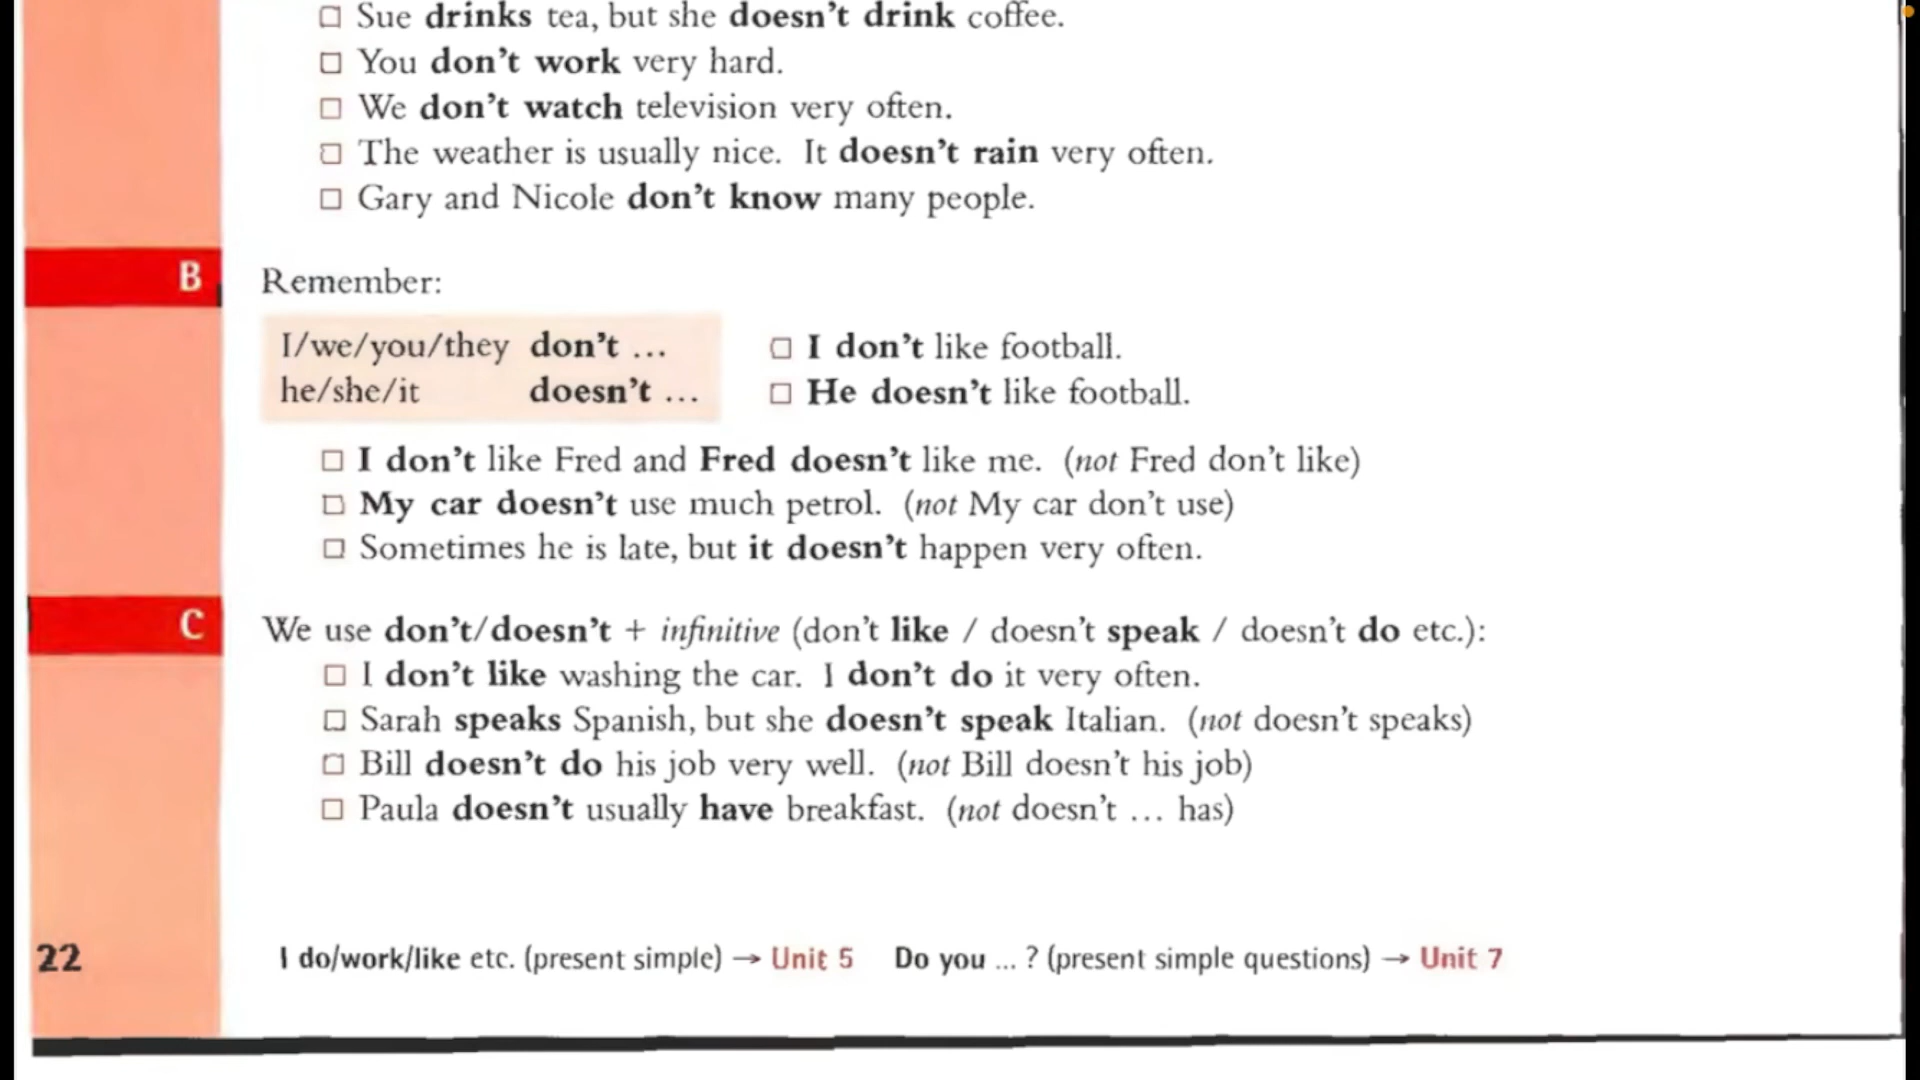 Sue drinks tea, but she doesn't drink coffee.
You don't work very hard.
We don't watch television very often.
The weather is usually nice. It doesn't rain very often.
Gary and Nicole don't know many people.
B
Remember:
I/we/you/they don't ...
he/she/it doesn't ...
I don't like football.
He doesn't like football.
I don't like Fred and Fred doesn't like me. (not Fred don't like)
My car doesn't use much petrol. (not My car don't use)
Sometimes he is late, but it doesn't happen very often.
C
We use don't/doesn't + infinitive (don't like / doesn't speak / doesn't do etc.):
I don't like washing the car. I don't do it very often.
Sarah speaks Spanish, but she doesn't speak Italian. (not doesn't speaks)
Bill doesn't do his job very well. (not Bill doesn't his job)
Paula doesn't usually have breakfast. (not doesn't ... has)
22
I do/work/like etc. (present simple) → Unit 5 Do you ... ? (present simple questions) → Unit 7